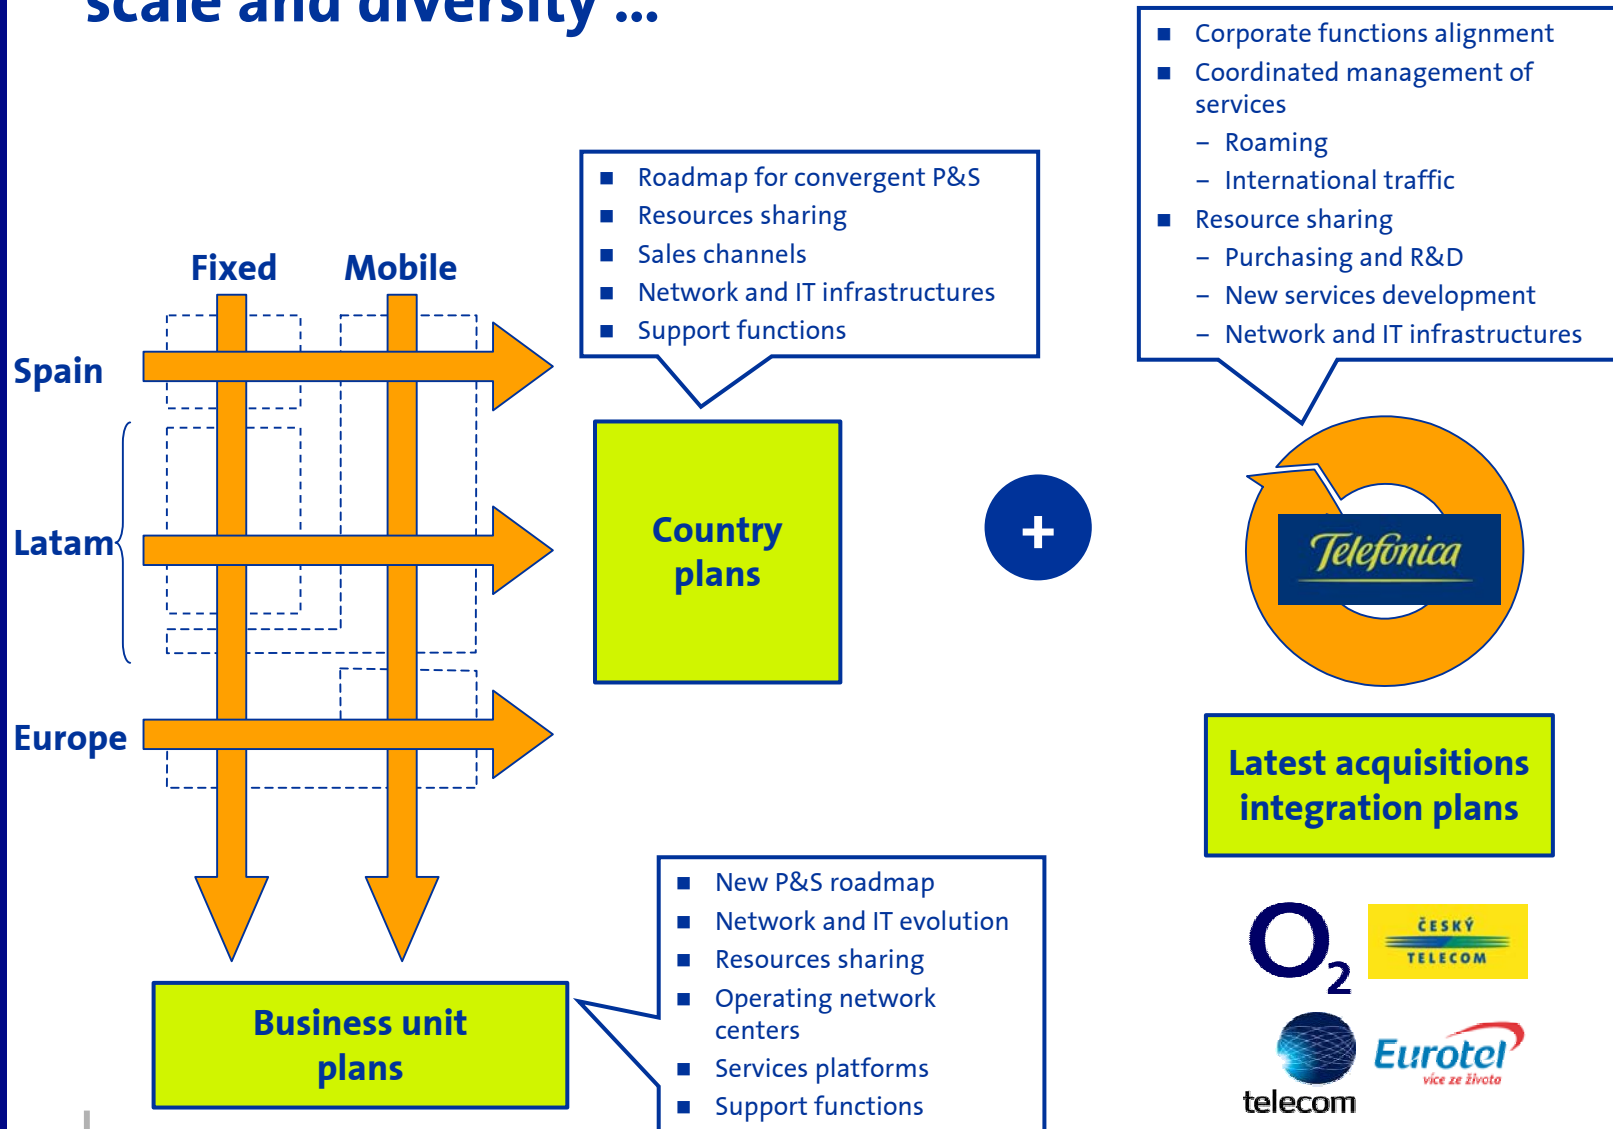 scale and diversity ...
Corporate functions alignment
Coordinated management of
services
– Roaming
– International traffic
Resource sharing
– Purchasing and R&D
– New services development
– Network and IT infrastructures
Roadmap for convergent P&S
Resources sharing
Sales channels
Network and IT infrastructures
Support functions
Fixed Mobile
Spain
Latam
Europe
Country
plans
+
Telefónica
Latest acquisitions
integration plans
Business unit
plans
New P&S roadmap
Network and IT evolution
Resources sharing
Operating network
centers
Services platforms
Support functions
O2
ČESKÝ
TELECOM
telecom
Eurotel
více ze života